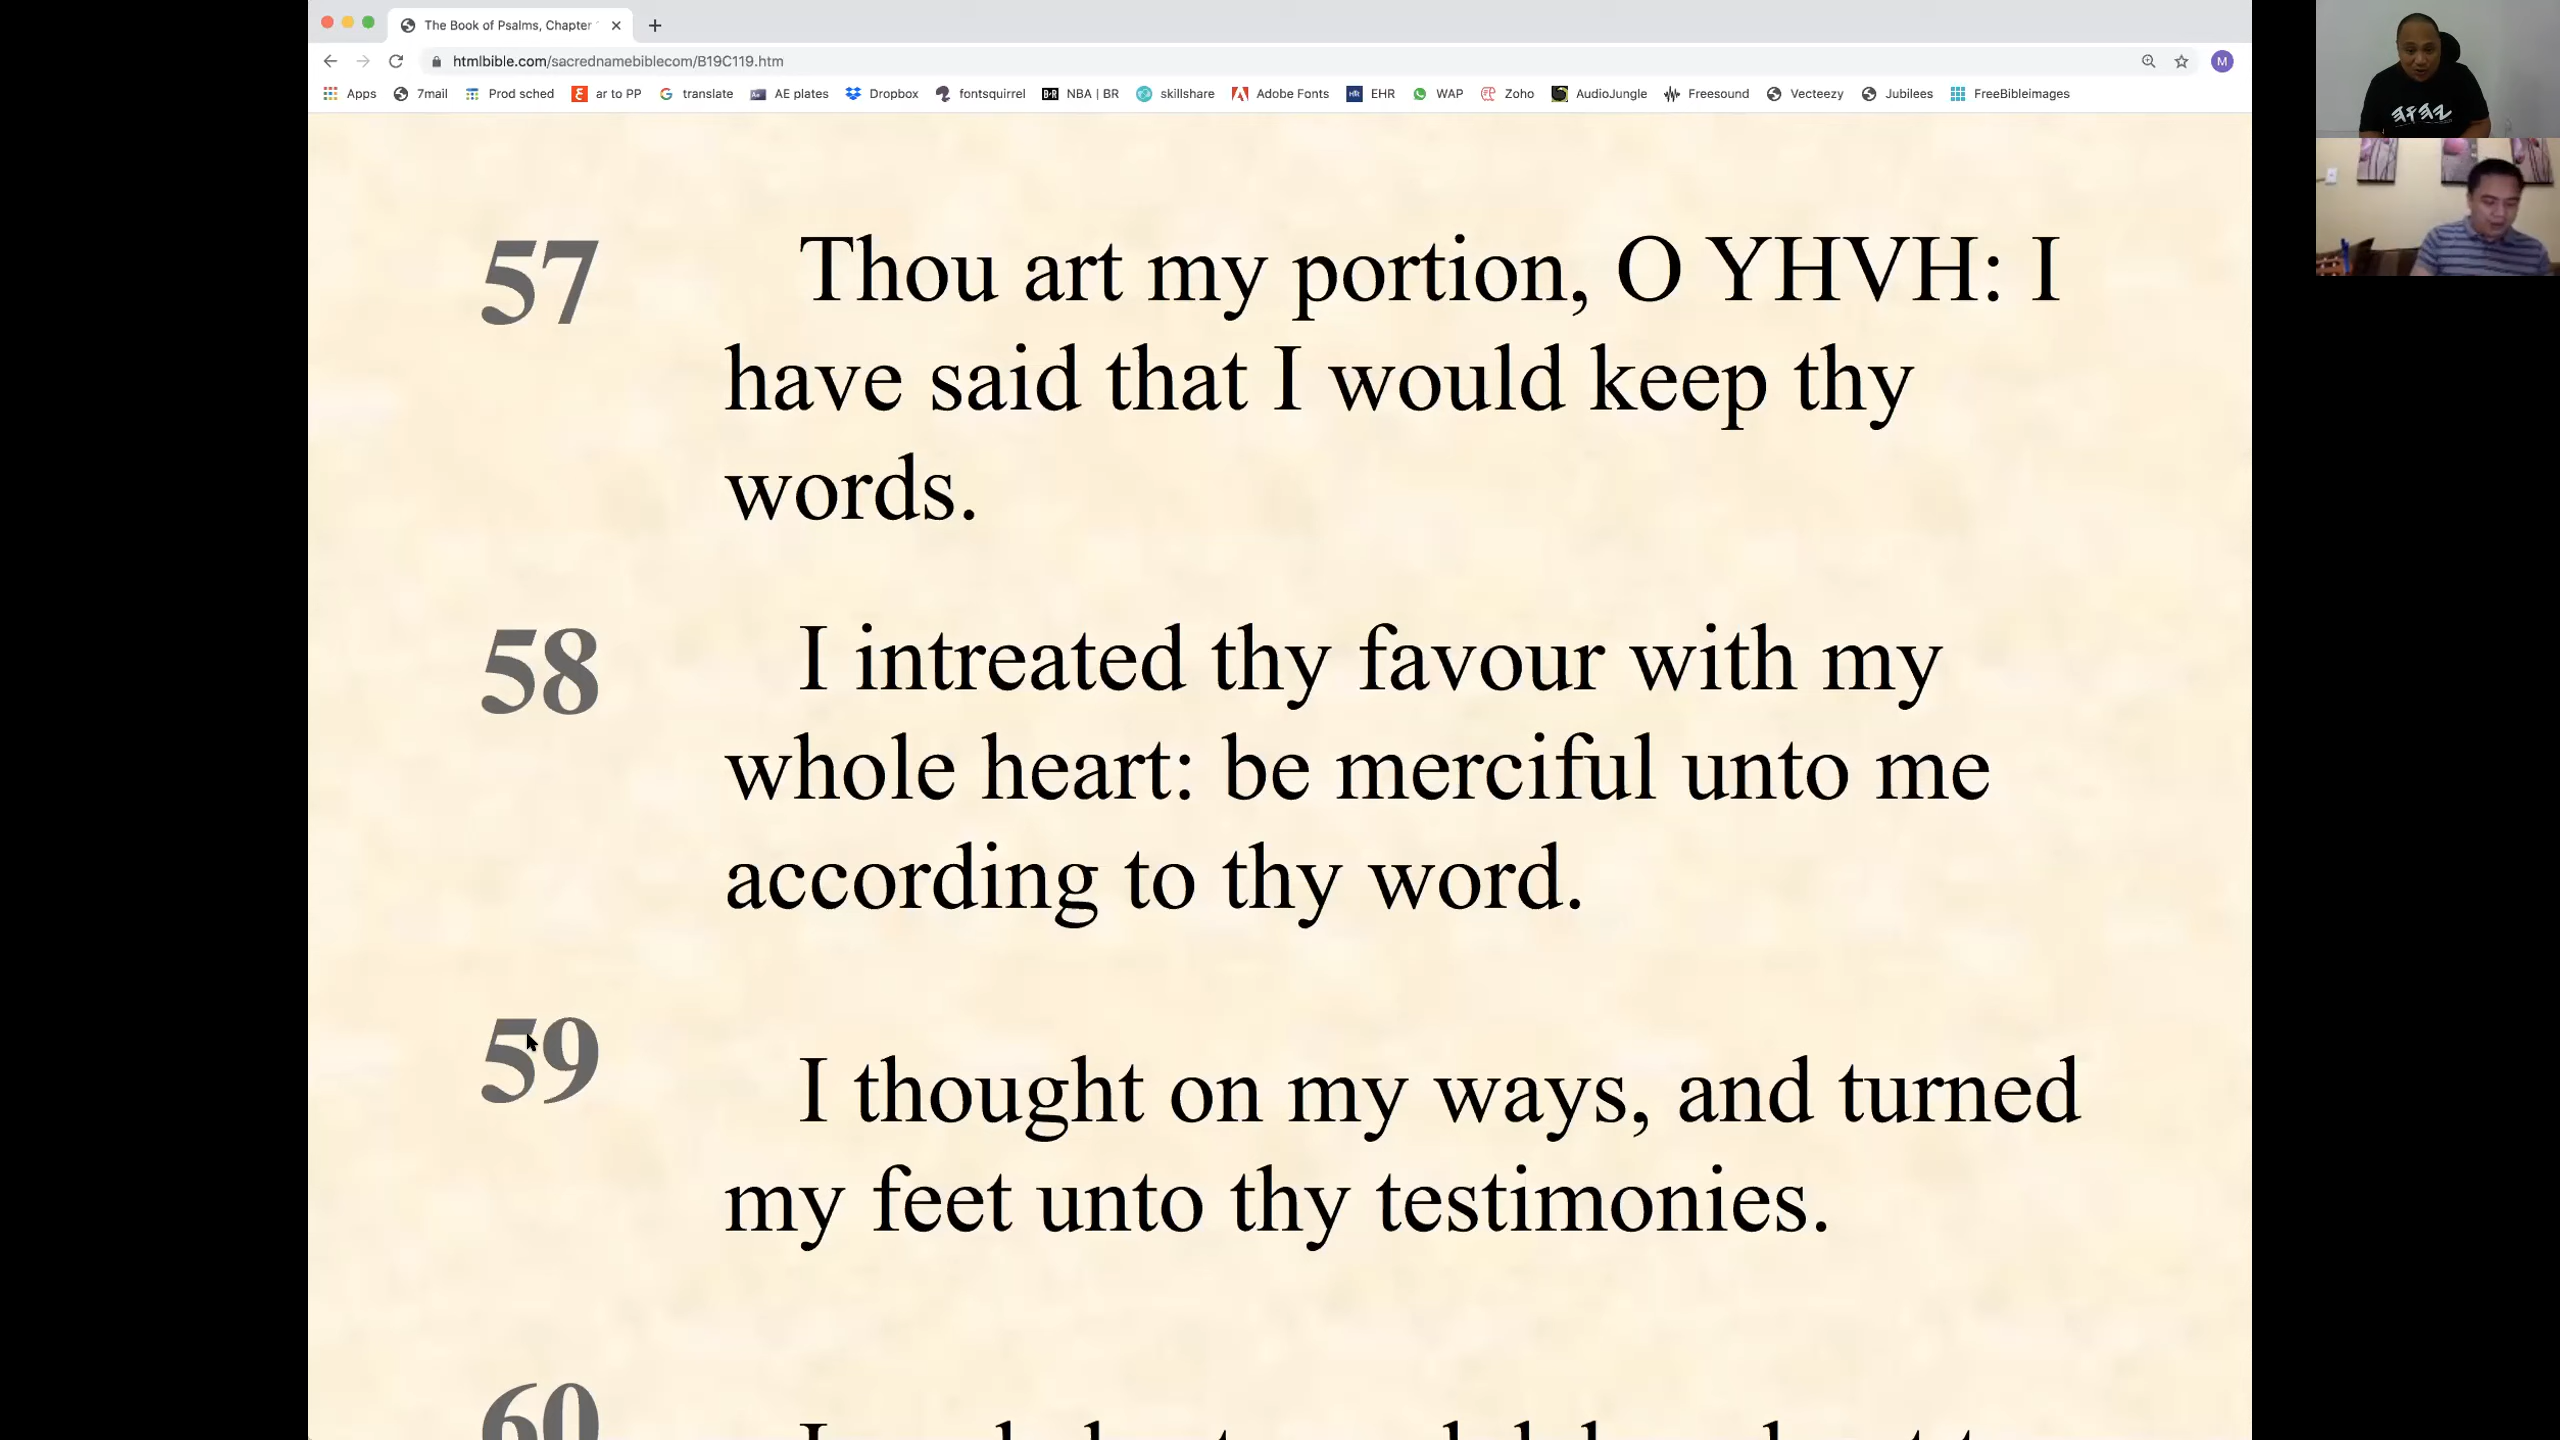 The Book of Psalms, Chapter
htmlbible.com/sacrednamebiblecom/B19C119.htm
M
Apps 7mail Prod sched ar to PP translate AE plates Dropbox fontsquirrel B·R NBA | BR skillshare Adobe Fonts EHR WAP Zoho AudioJungle Freesound Vecteezy Jubilees FreeBibleimages
57 Thou art my portion, O YHVH: I
have said that I would keep thy
words.
58 I intreated thy favour with my
whole heart: be merciful unto me
according to thy word.
59 I thought on my ways, and turned
my feet unto thy testimonies.
60